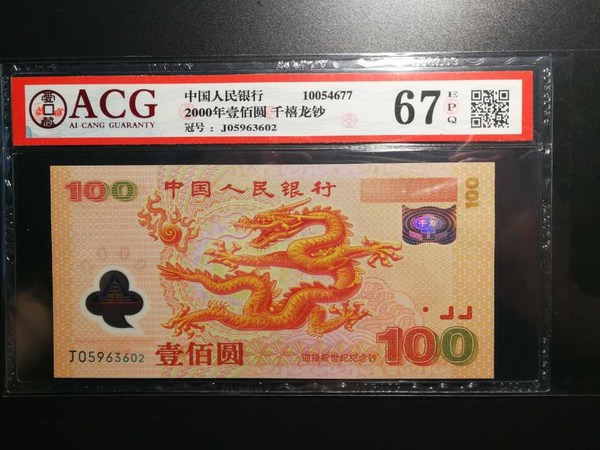 ACG
AI CANG GUARANTY
中国人民银行 10054677
2000年壹佰圆 千禧龙钞
冠号 : J05963602
67
EPQ
100 中国人民银行
100
J05963602
壹佰圆
迎接新世纪纪念钞
100